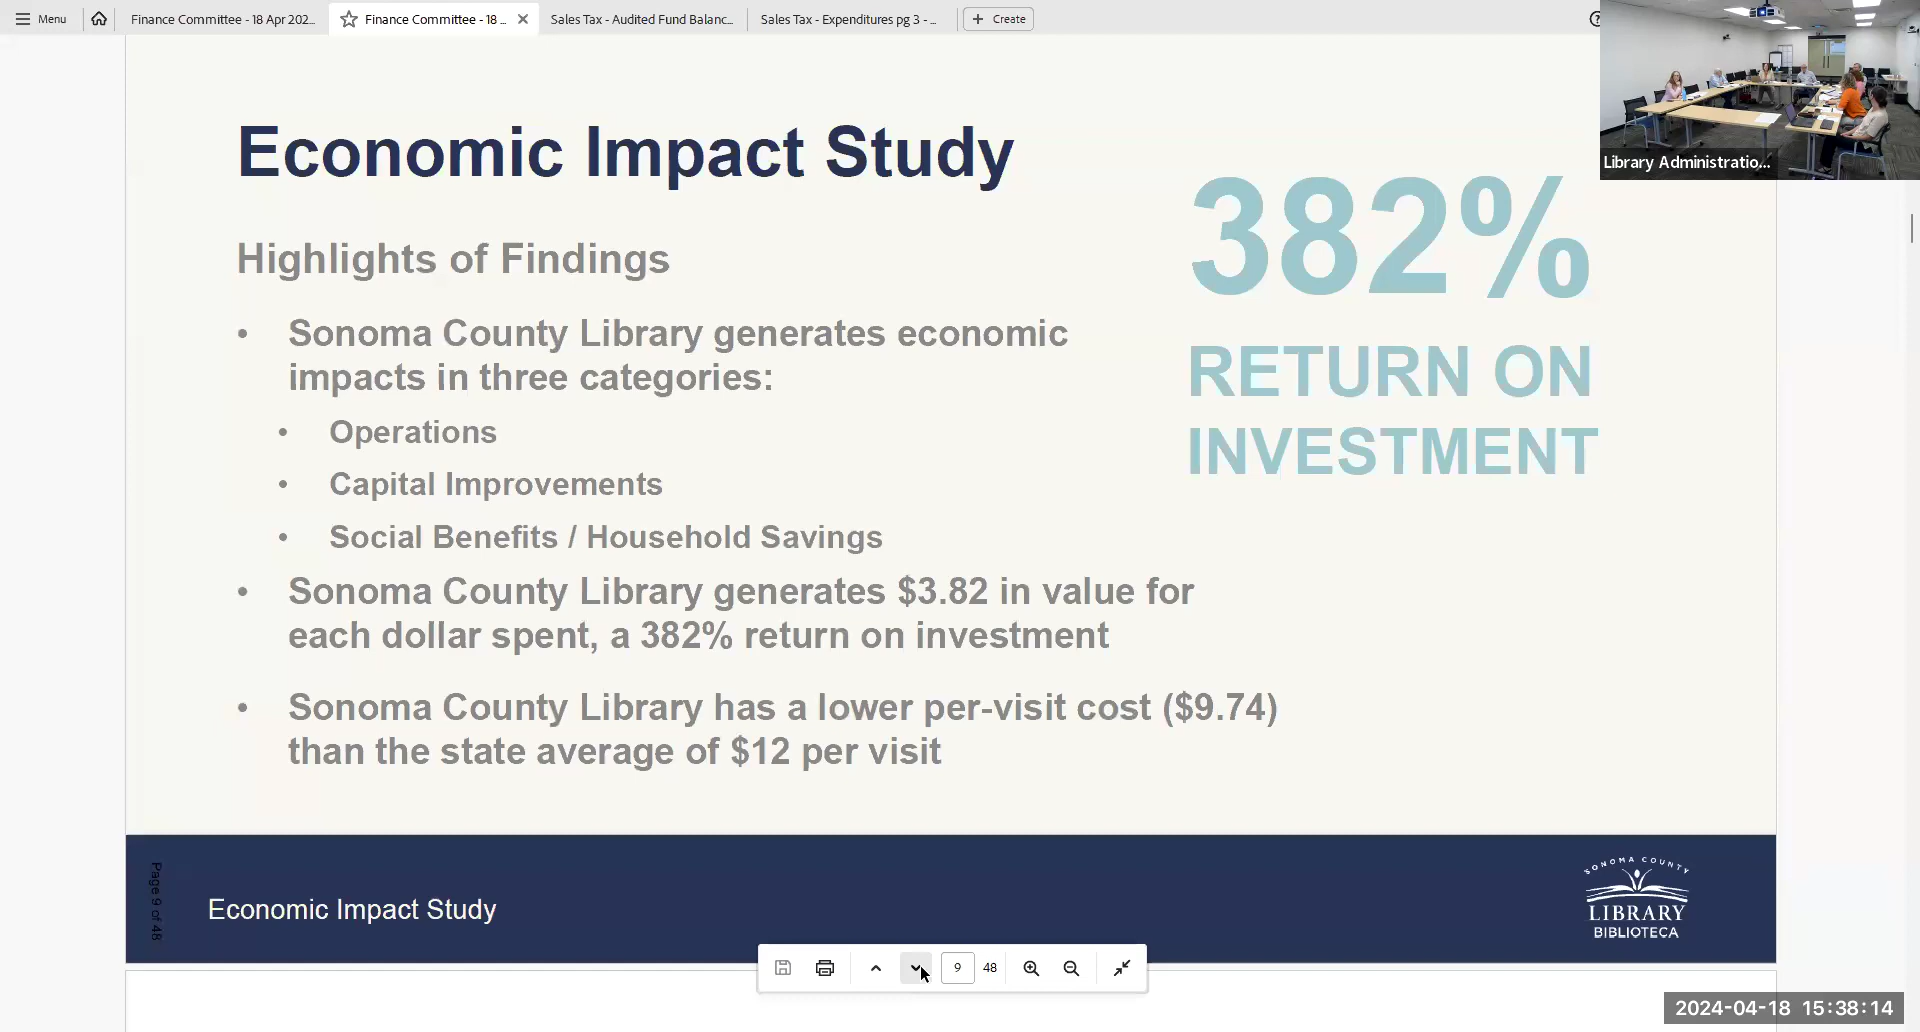 Menu
Finance Committee - 18 Apr 202...
Finance Committee - 18 ...
Sales Tax - Audited Fund Balanc...
Sales Tax - Expenditures pg 3 - ...
Create
Library Administratio...
Economic Impact Study
382%
RETURN ON
INVESTMENT
Highlights of Findings
• Sonoma County Library generates economic
impacts in three categories:
• Operations
• Capital Improvements
• Social Benefits / Household Savings
• Sonoma County Library generates $3.82 in value for
each dollar spent, a 382% return on investment
• Sonoma County Library has a lower per-visit cost ($9.74)
than the state average of $12 per visit
Page 9 of 48
Economic Impact Study
SONOMA COUNTY
LIBRARY
BIBLIOTECA
9 48
2024-04-18 15:38:14